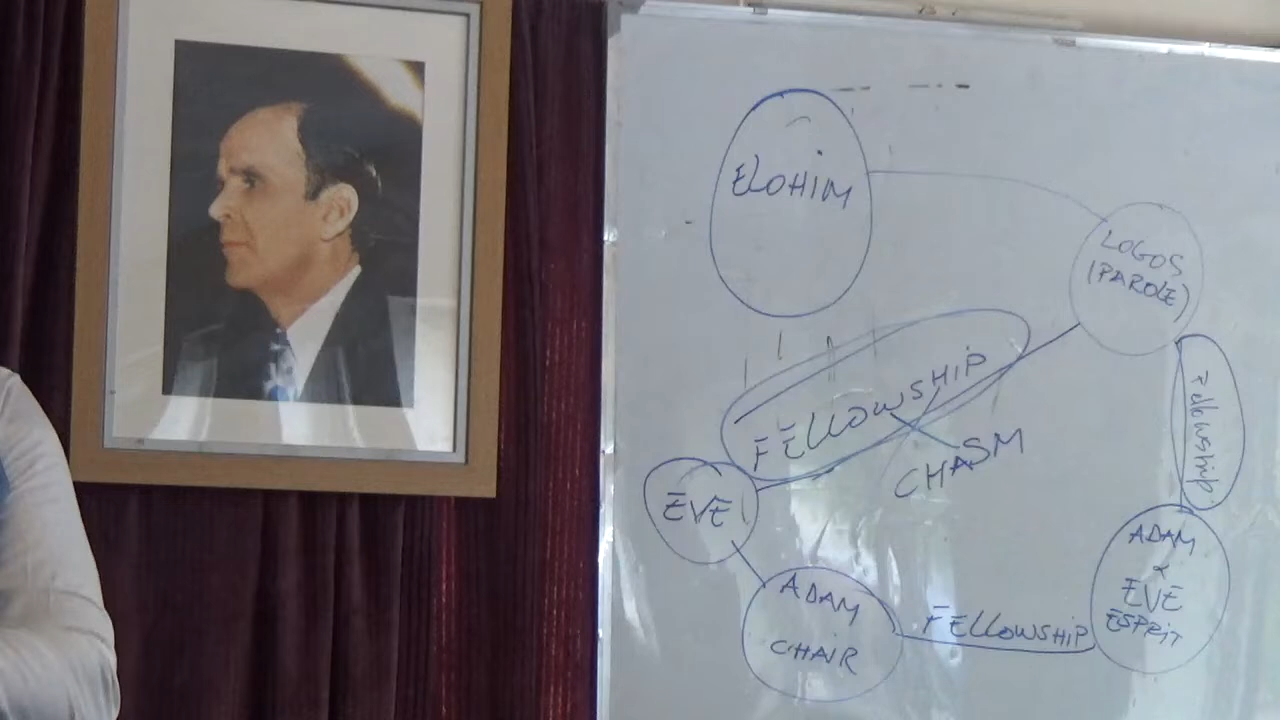 ELOHIM
LOGOS
(PAROLE)
FELLOWSHIP
CHASM
Fellowship
EVE
ADAM
CHAIR
FELLOWSHIP
ADAM
&
EVE
ESPRIT